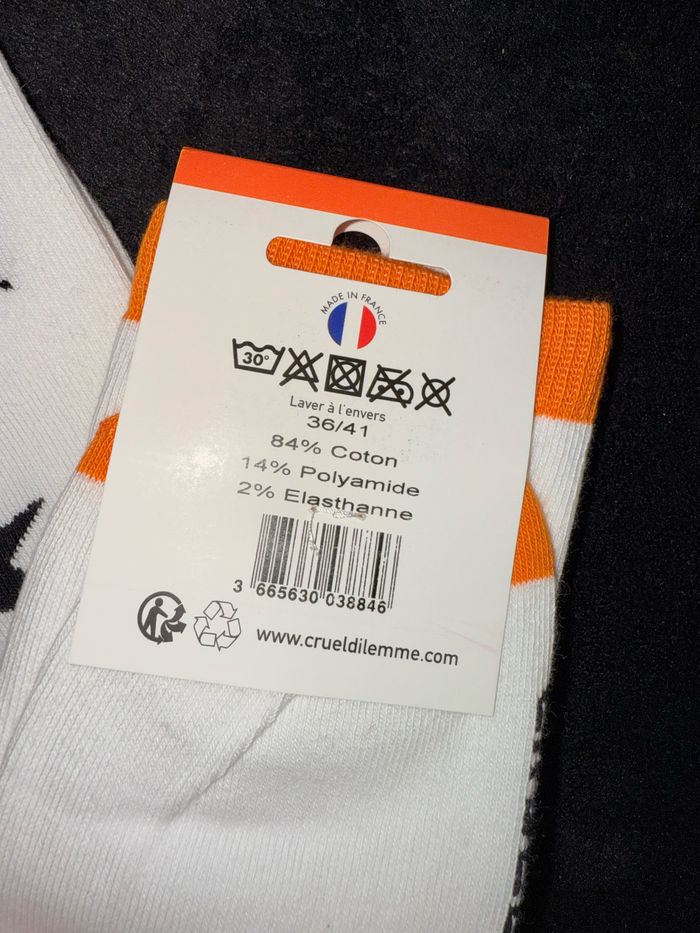 MADE IN FRANCE
30°
Laver à l'envers
36/41
84% Coton
14% Polyamide
2% Elasthanne
3 665630 038846
www.crueldilemme.com